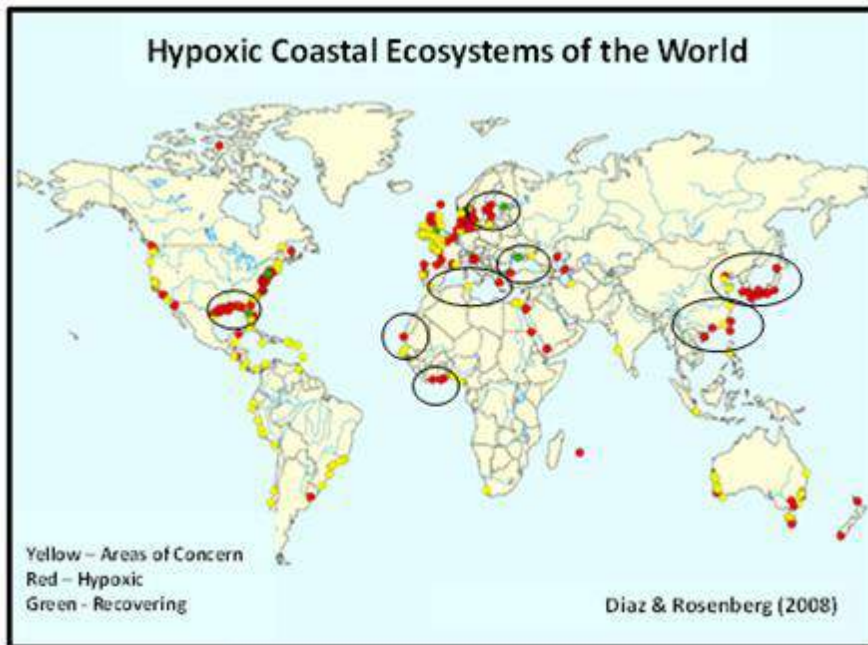 Hypoxic Coastal Ecosystems of the World
Yellow – Areas of Concern
Red – Hypoxic
Green - Recovering
Diaz & Rosenberg (2008)